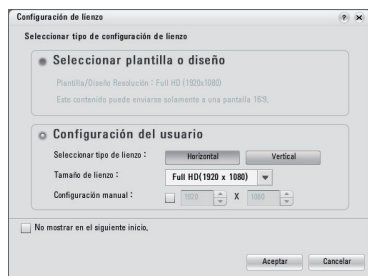 Configuración de lienzo
Seleccionar tipo de configuración de lienzo
Seleccionar plantilla o diseño
Plantilla/Diseño Resolución : Full HD (1920x1080)
Este contenido puede enviarse solamente a una pantalla 16:9.
Configuración del usuario
Seleccionar tipo de lienzo : Horizontal Vertical
Tamaño de lienzo : Full HD(1920 x 1080)
Configuración manual : 1920 X 1080
No mostrar en el siguiente inicio.
Aceptar Cancelar